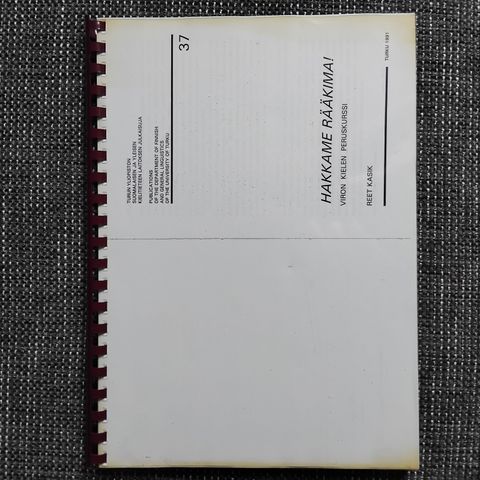 TURUN YLIOPISTON
SUOMALAISEN JA YLEISEN
KIELITIETEEN LAITOKSEN JULKAISUJA
PUBLICATIONS
OF THE DEPARTMENT OF FINNISH
AND GENERAL LINGUISTICS
OF THE UNIVERSITY OF TURKU
37
HAKKAME RÄÄKIMA!
VIRON KIELEN PERUSKURSSI
REET KASIK
TURKU 1991